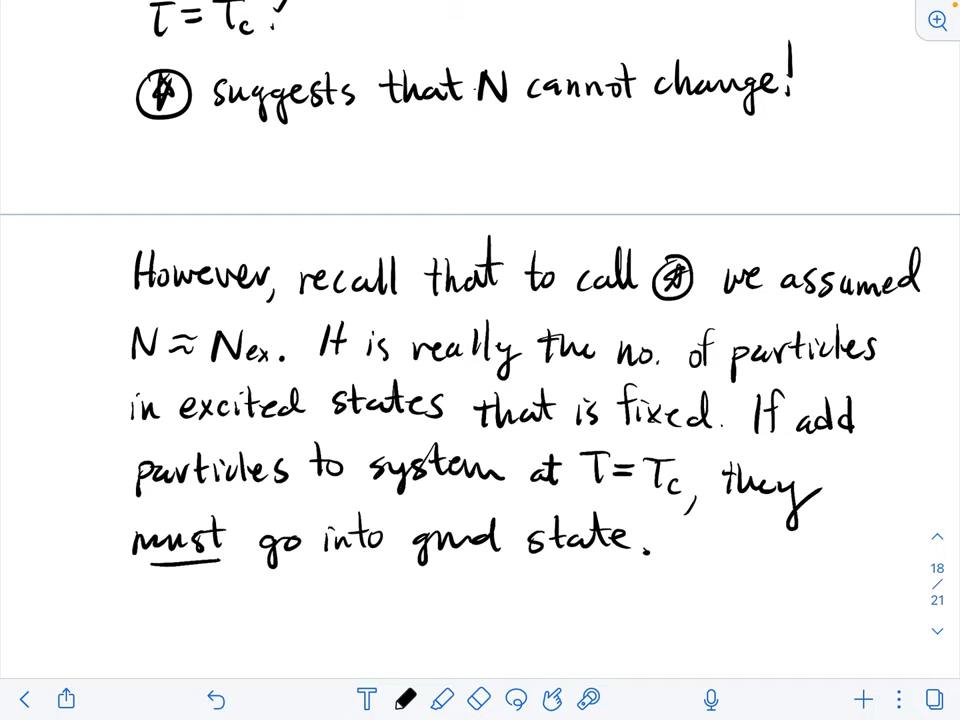 T = Tc?
☆ suggests that N cannot change!
However, recall that to call ☆ we assumed
N ≈ Nex. It is really the no. of particles
in excited states that is fixed. If add
particles to system at T = Tc, they
must go into gnd state.
18
/
21
T